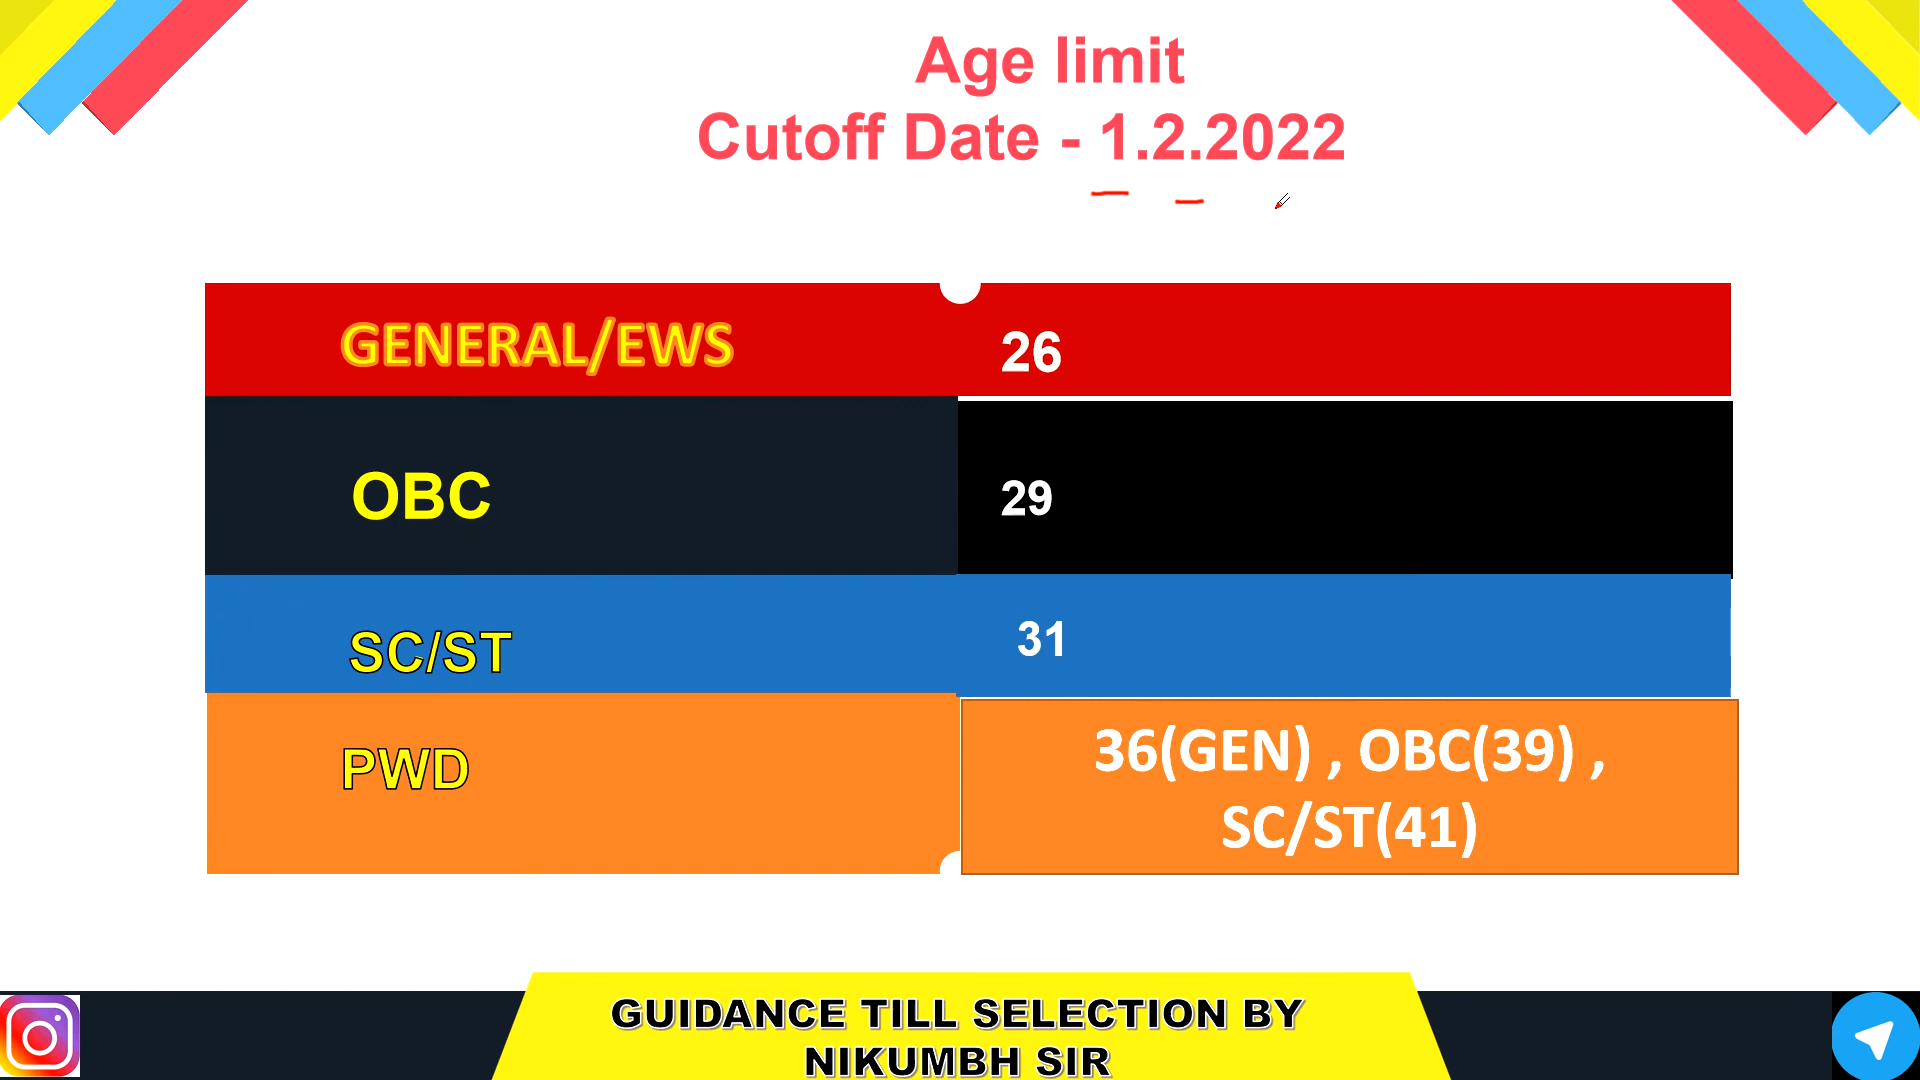 Age limit
Cutoff Date - 1.2.2022
GENERAL/EWS
26
OBC
29
SC/ST
31
PWD
36(GEN) , OBC(39) ,
SC/ST(41)
GUIDANCE TILL SELECTION BY
NIKUMBH SIR